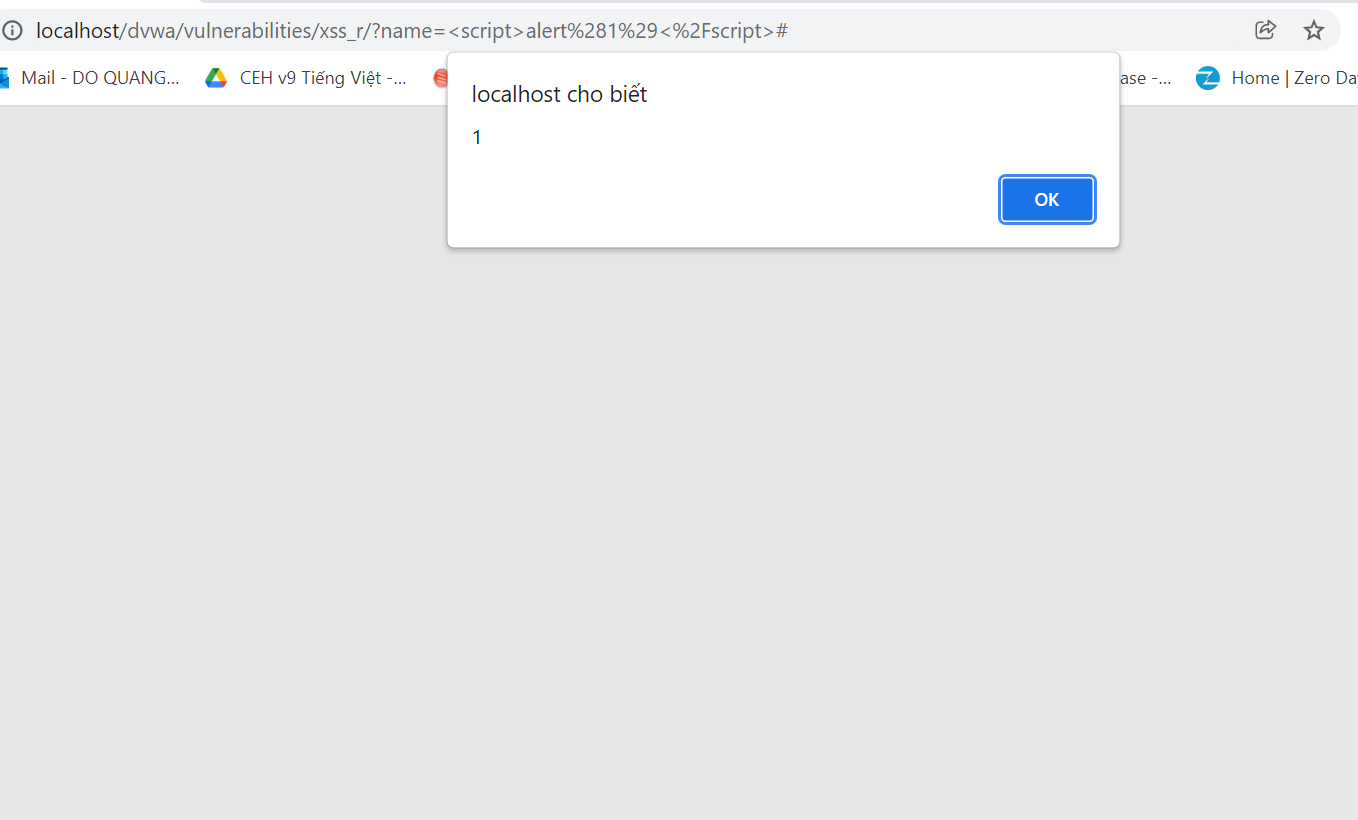 localhost/dvwa/vulnerabilities/xss_r/?name=<script>alert%281%29<%2Fscript>#
Mail - DO QUANG... CEH v9 Tiếng Việt -... ase -... Home | Zero Da
localhost cho biết
1
OK